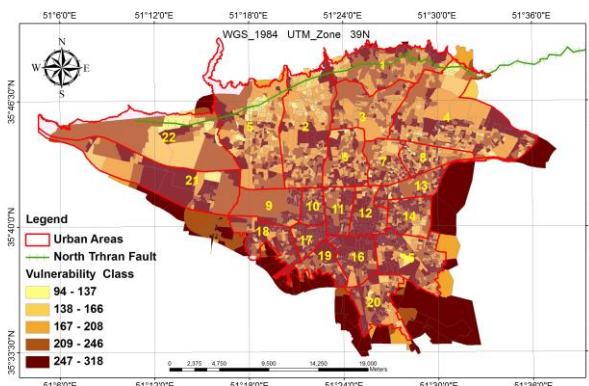 51°6'0"E 51°12'0"E 51°18'0"E 51°24'0"E 51°30'0"E 51°36'0"E
WGS_1984 UTM_Zone 39N
N
W E
S
35°46'30"N
35°40'0"N
35°33'30"N
1
2
3
4
5
6
7
8
22
21
13
9
10
11
12
14
18
17
19
16
15
20
Legend
Urban Areas
North Trhran Fault
Vulnerability Class
94 - 137
138 - 166
167 - 208
209 - 246
247 - 318
0 2,375 4,750 9,500 14,250 19,000
Meters
51°6'0"E 51°12'0"E 51°18'0"E 51°24'0"E 51°30'0"E 51°36'0"E